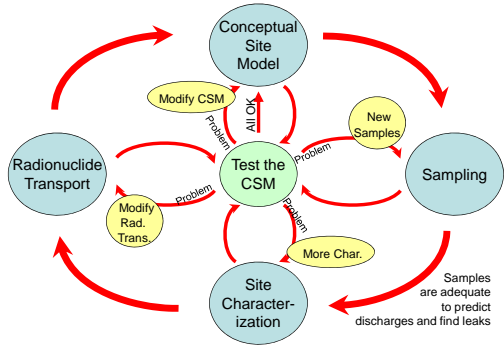 Conceptual
Site
Model
Modify CSM
Problem
All OK
New
Samples
Problem
Radionuclide
Transport
Test the
CSM
Sampling
Problem
Modify
Rad.
Trans.
Problem
More Char.
Site
Character-
ization
Samples
are adequate
to predict
discharges and find leaks